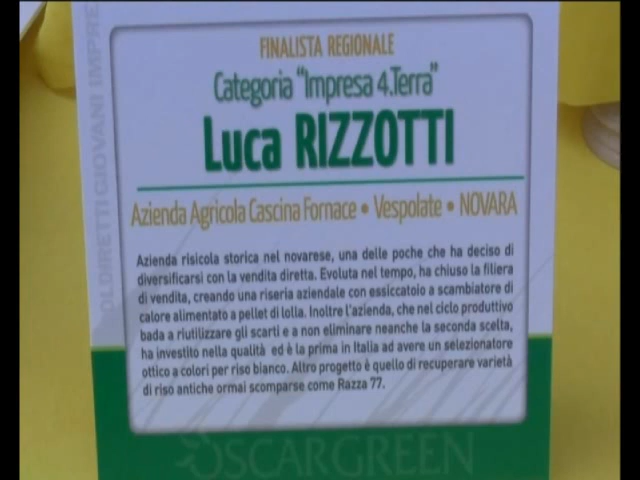 FINALISTA REGIONALE
Categoria "Impresa 4.Terra"
Luca RIZZOTTI
Azienda Agricola Cascina Fornace • Vespolate • NOVARA
Azienda risicola storica nel novarese, una delle poche che ha deciso di
diversificarsi con la vendita diretta. Evoluta nel tempo, ha chiuso la filiera
di vendita, creando una riseria aziendale con essiccatoio a scambiatore di
calore alimentato a pellet di lolla. Inoltre l'azienda, che nel ciclo produttivo
bada a riutilizzare gli scarti e a non eliminare neanche la seconda scelta,
ha investito nella qualità ed è la prima in Italia ad avere un selezionatore
ottico a colori per riso bianco. Altro progetto è quello di recuperare varietà
di riso antiche ormai scomparse come Razza 77.
OSCARGREEN
OLDIRETTI GIOVANI IMPRE